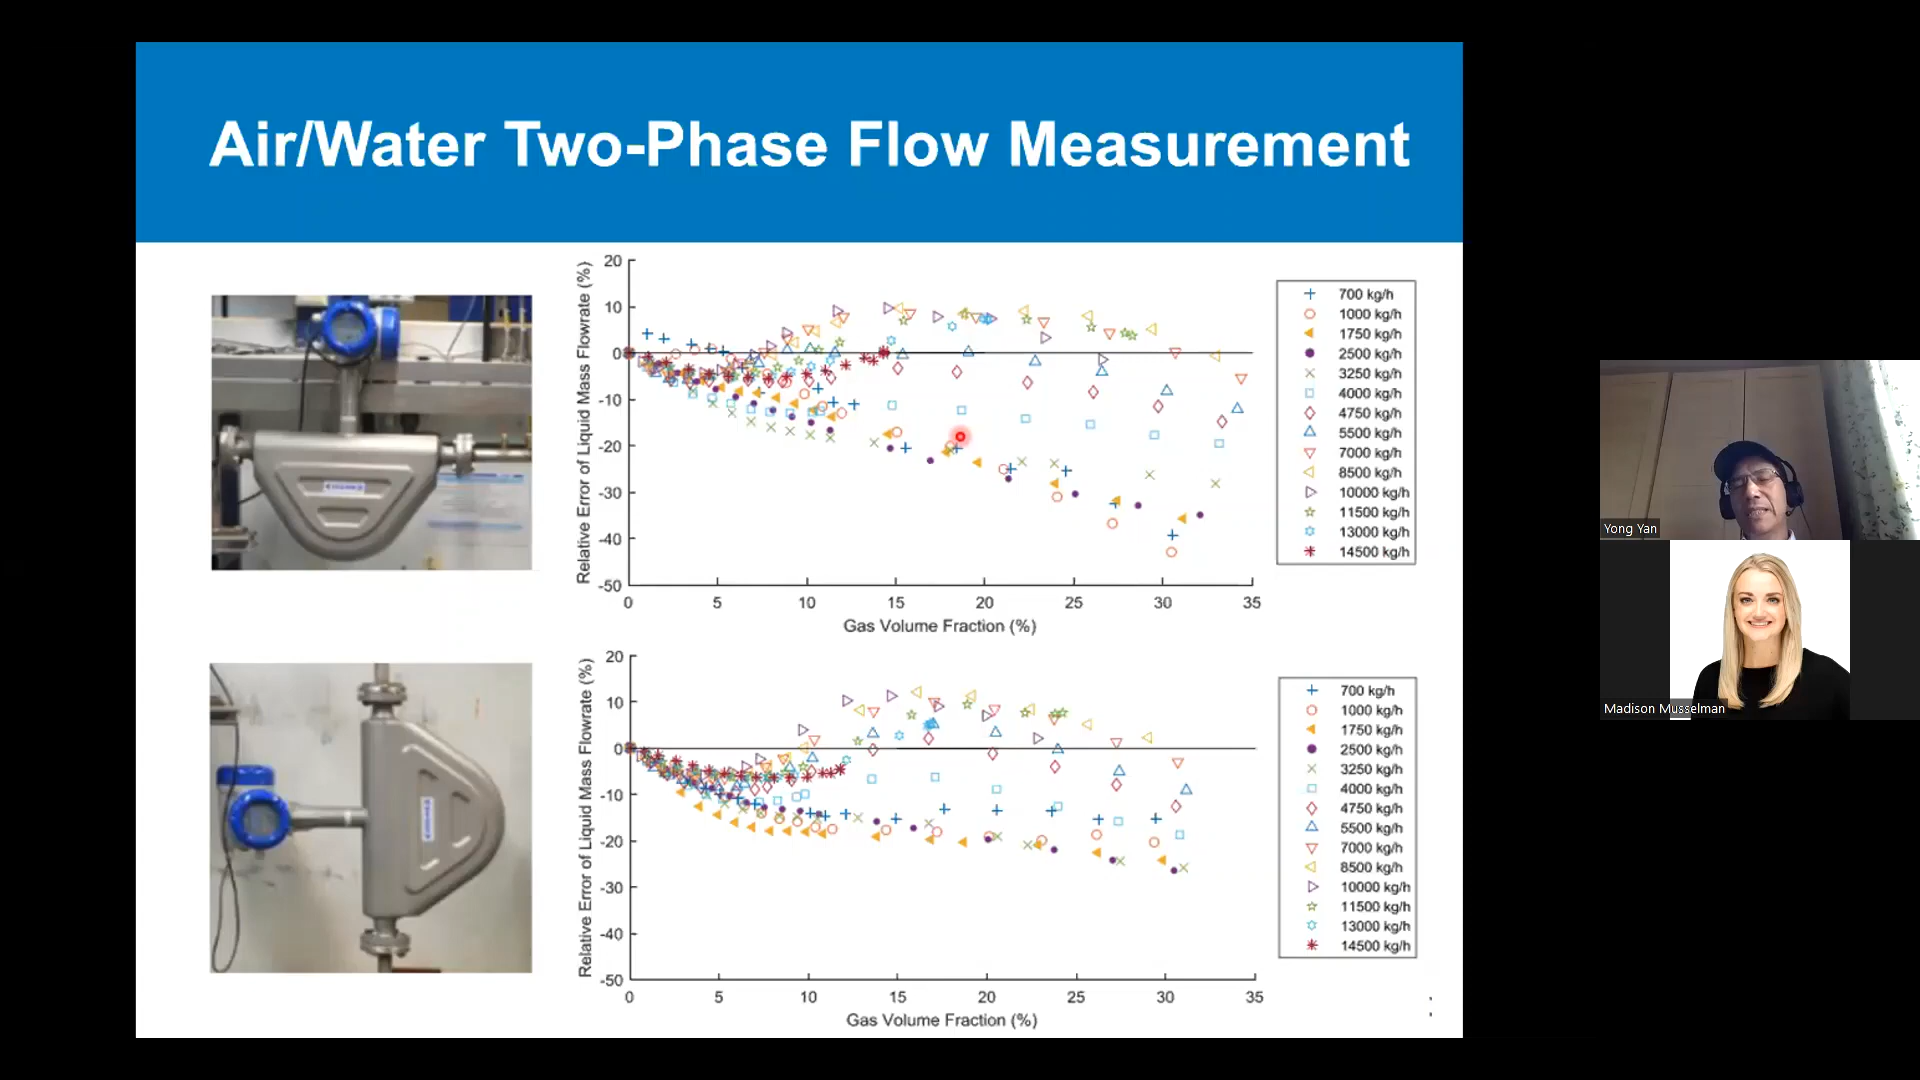 Air/Water Two-Phase Flow Measurement
Relative Error of Liquid Mass Flowrate (%)
20
10
0
-10
-20
-30
-40
-50
0 5 10 15 20 25 30 35
Gas Volume Fraction (%)
700 kg/h
1000 kg/h
1750 kg/h
2500 kg/h
3250 kg/h
4000 kg/h
4750 kg/h
5500 kg/h
7000 kg/h
8500 kg/h
10000 kg/h
11500 kg/h
13000 kg/h
14500 kg/h
Relative Error of Liquid Mass Flowrate (%)
20
10
0
-10
-20
-30
-40
-50
0 5 10 15 20 25 30 35
Gas Volume Fraction (%)
700 kg/h
1000 kg/h
1750 kg/h
2500 kg/h
3250 kg/h
4000 kg/h
4750 kg/h
5500 kg/h
7000 kg/h
8500 kg/h
10000 kg/h
11500 kg/h
13000 kg/h
14500 kg/h
Yong Yan
Madison Musselman